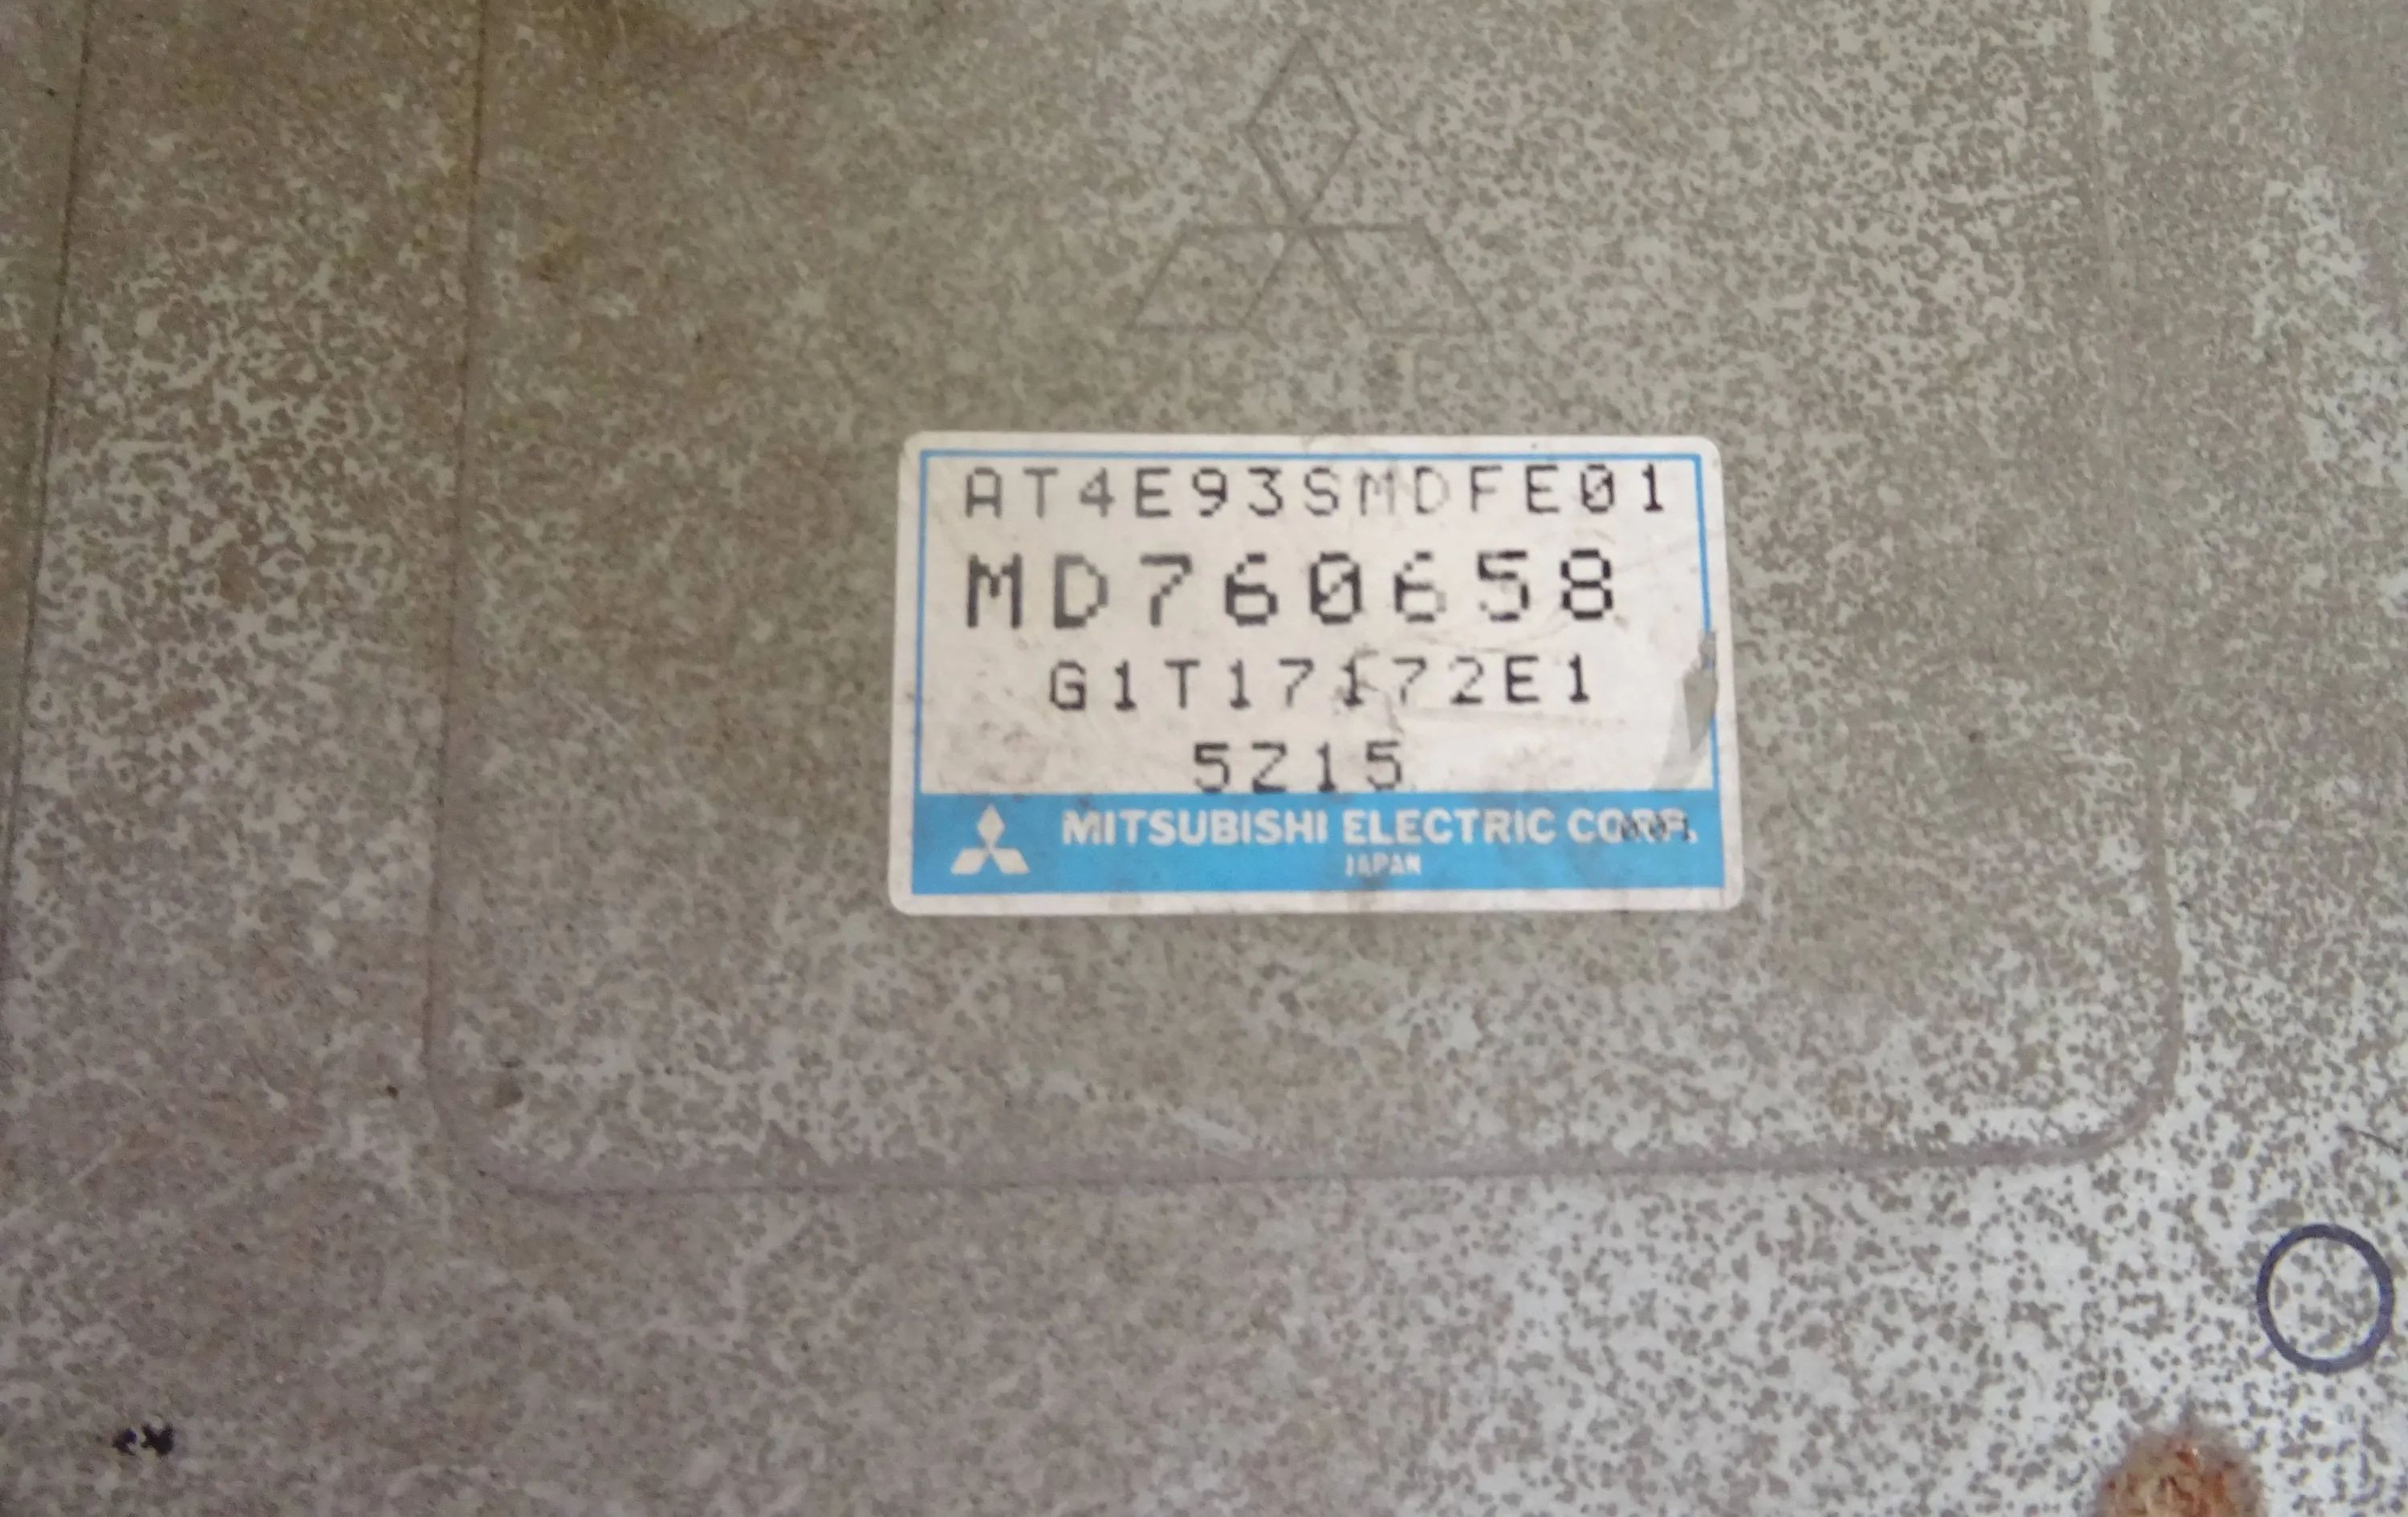 AT4E93SMDFE01
MD760658
G1T17172E1
5Z15
MITSUBISHI ELECTRIC CORP.
JAPAN